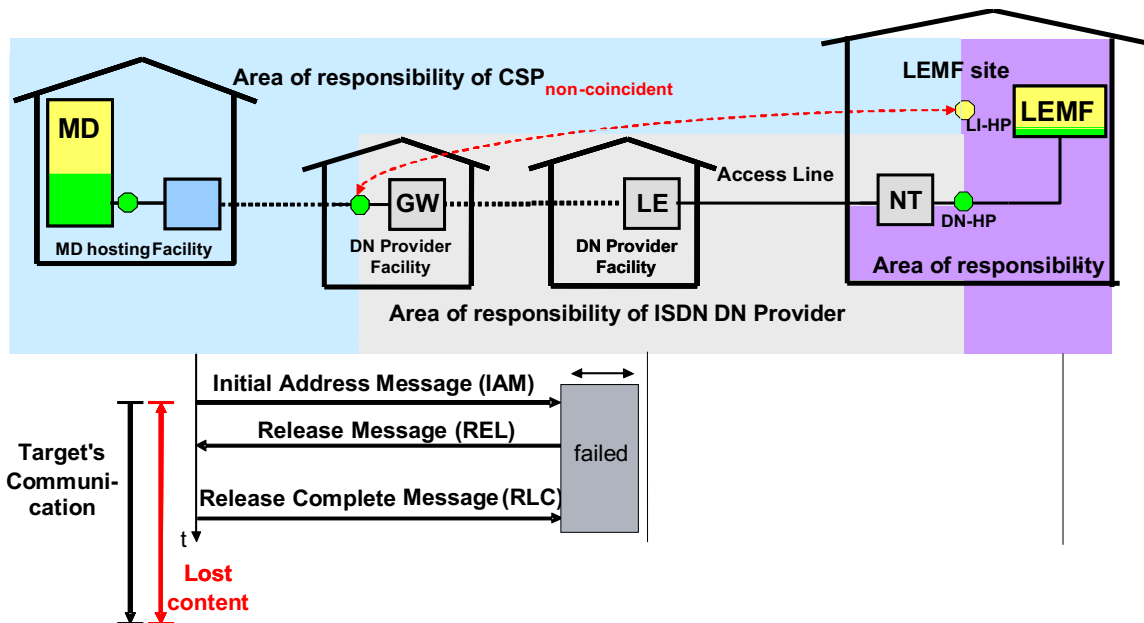 Area of responsibility of CSP non-coincident
LEMF site
MD
LEMF
LI-HP
Access Line
GW
LE
NT
DN-HP
MD hosting Facility
DN Provider
Facility
DN Provider
Facility
Area of responsibility
Area of responsibility of ISDN DN Provider
Initial Address Message (IAM)
Release Message (REL)
failed
Target's
Communi-
cation
Release Complete Message (RLC)
t
Lost
content